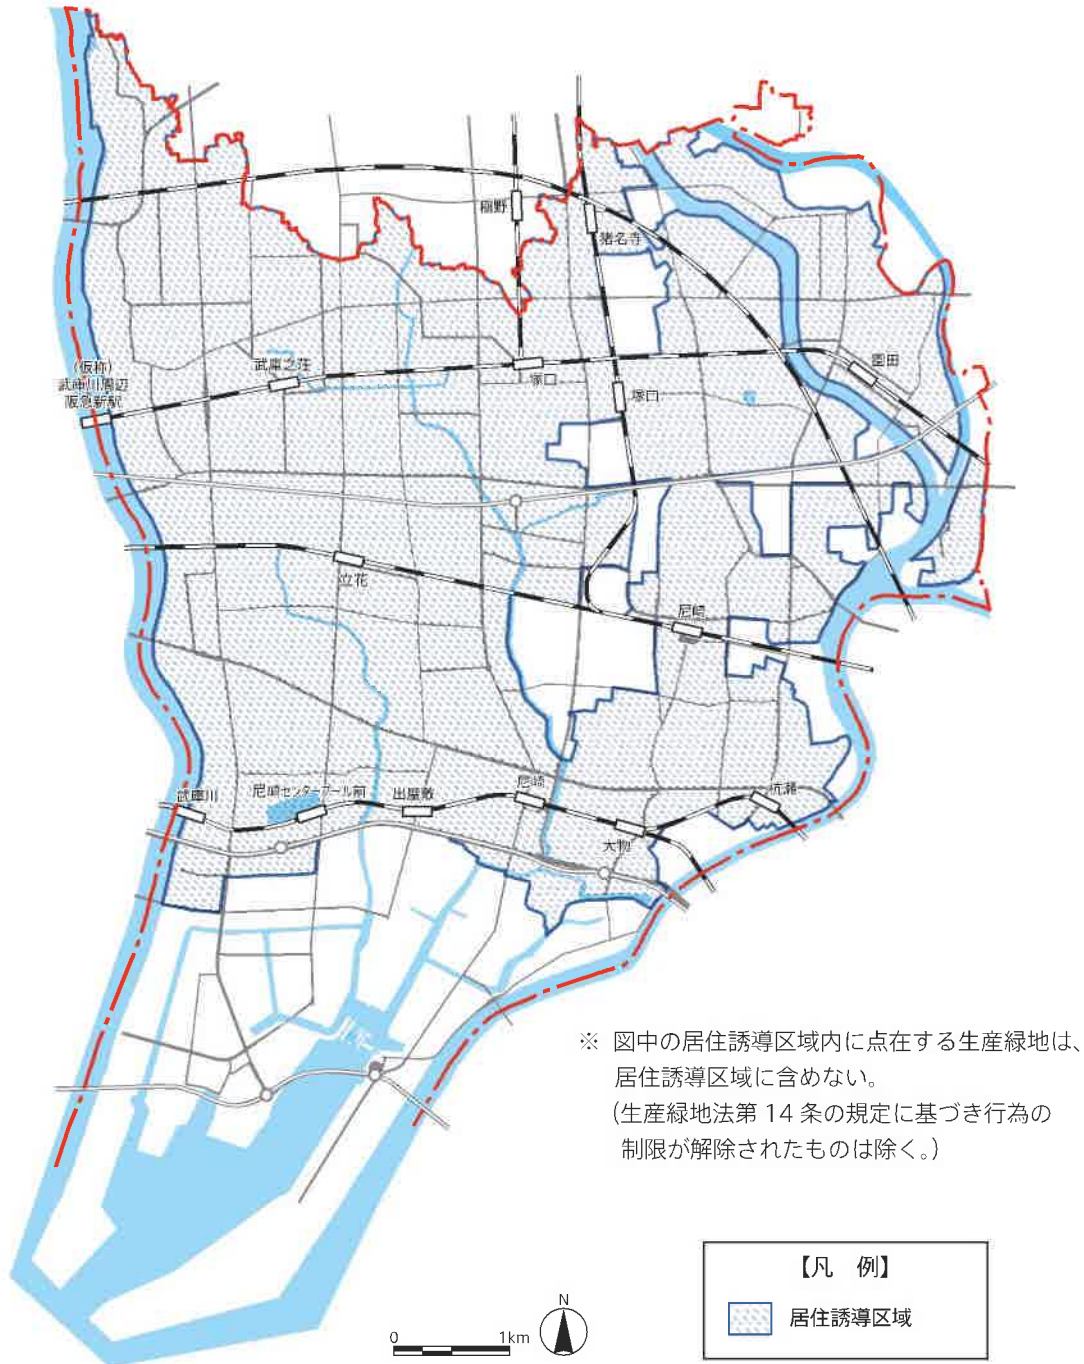 稲野
猪名寺
(仮称)
武庫川周辺
阪急新駅
武庫之荘
塚口
塚口
園田
立花
尼崎
武庫川
尼崎センタープール前
出屋敷
尼崎
大物
杭瀬
※ 図中の居住誘導区域内に点在する生産緑地は、
居住誘導区域に含めない。
(生産緑地法第 14 条の規定に基づき行為の
制限が解除されたものは除く。)
【凡 例】
居住誘導区域
0 1km
N